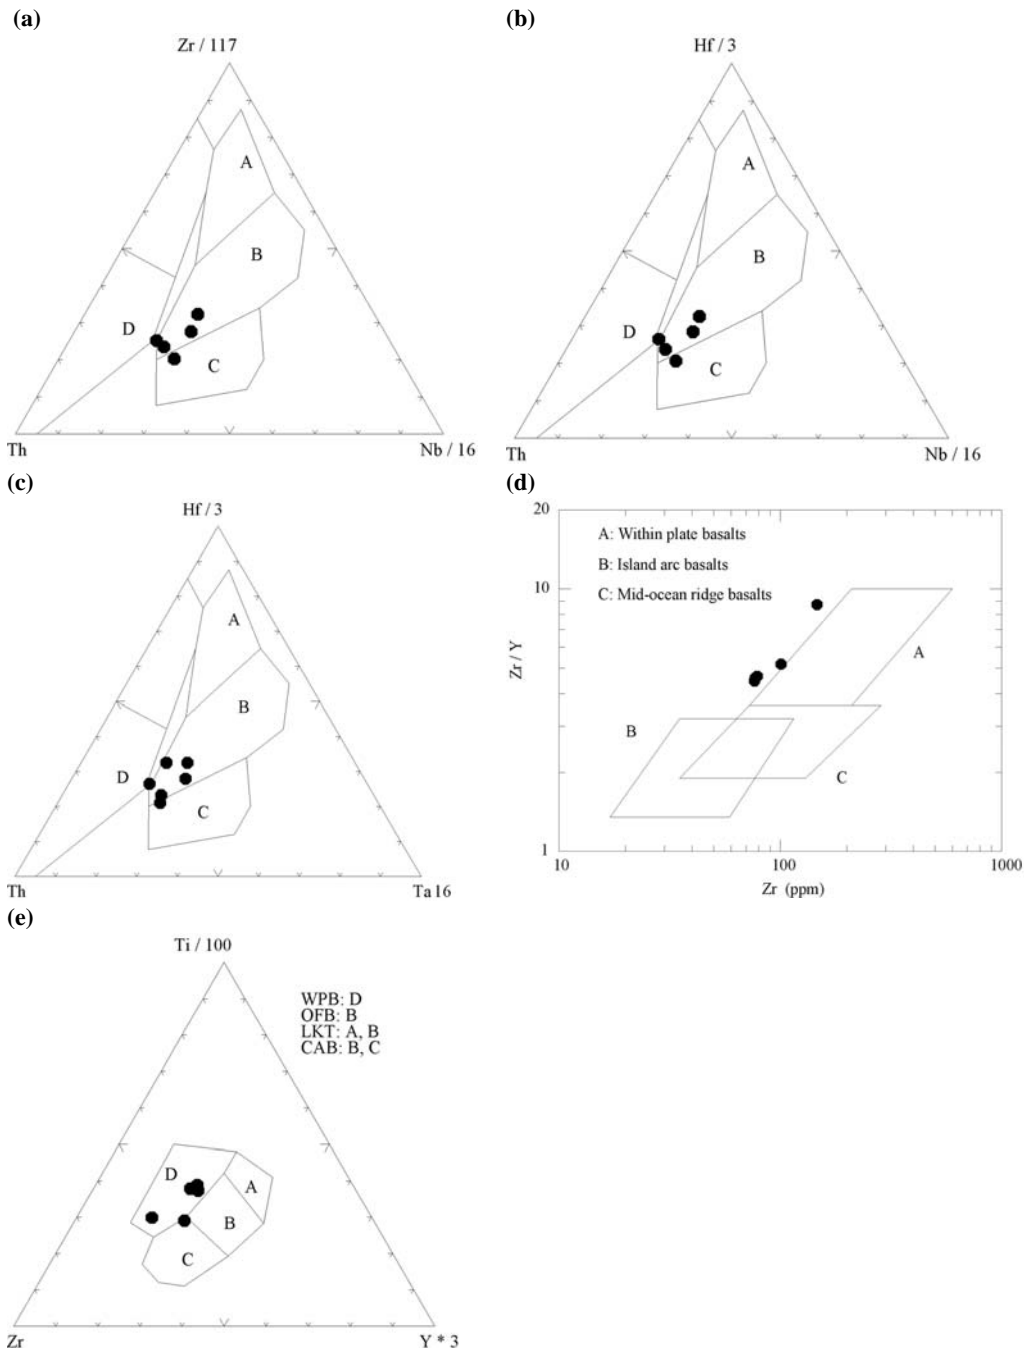 (a)
Zr / 117
A
B
D
C
Th
Nb / 16
(b)
Hf / 3
A
B
D
C
Th
Nb / 16
(c)
Hf / 3
A
B
D
C
Th
Ta16
(d)
20
A: Within plate basalts
B: Island arc basalts
C: Mid-ocean ridge basalts
10
Zr / Y
A
B
C
1
10
100
1000
Zr (ppm)
(e)
Ti / 100
WPB: D
OFB: B
LKT: A, B
CAB: B, C
D
A
B
C
Zr
Y * 3